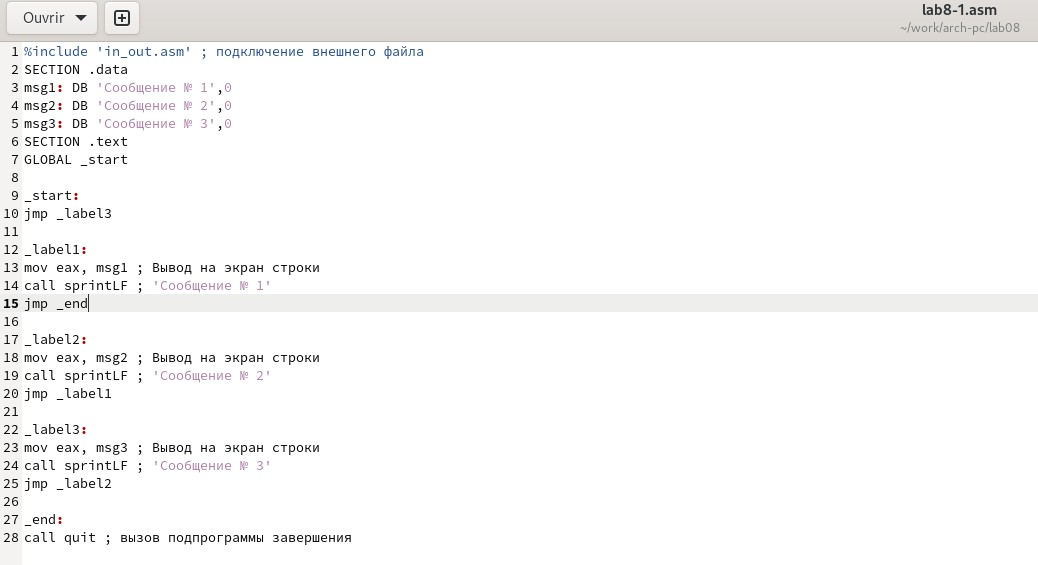 Ouvrir
lab8-1.asm
~/work/arch-pc/lab08
1 %include 'in_out.asm' ; подключение внешнего файла
2 SECTION .data
3 msg1: DB 'Сообщение № 1',0
4 msg2: DB 'Сообщение № 2',0
5 msg3: DB 'Сообщение № 3',0
6 SECTION .text
7 GLOBAL _start
8
9 _start:
10 jmp _label3
11
12 _label1:
13 mov eax, msg1 ; Вывод на экран строки
14 call sprintLF ; 'Сообщение № 1'
15 jmp _end
16
17 _label2:
18 mov eax, msg2 ; Вывод на экран строки
19 call sprintLF ; 'Сообщение № 2'
20 jmp _label1
21
22 _label3:
23 mov eax, msg3 ; Вывод на экран строки
24 call sprintLF ; 'Сообщение № 3'
25 jmp _label2
26
27 _end:
28 call quit ; вызов подпрограммы завершения